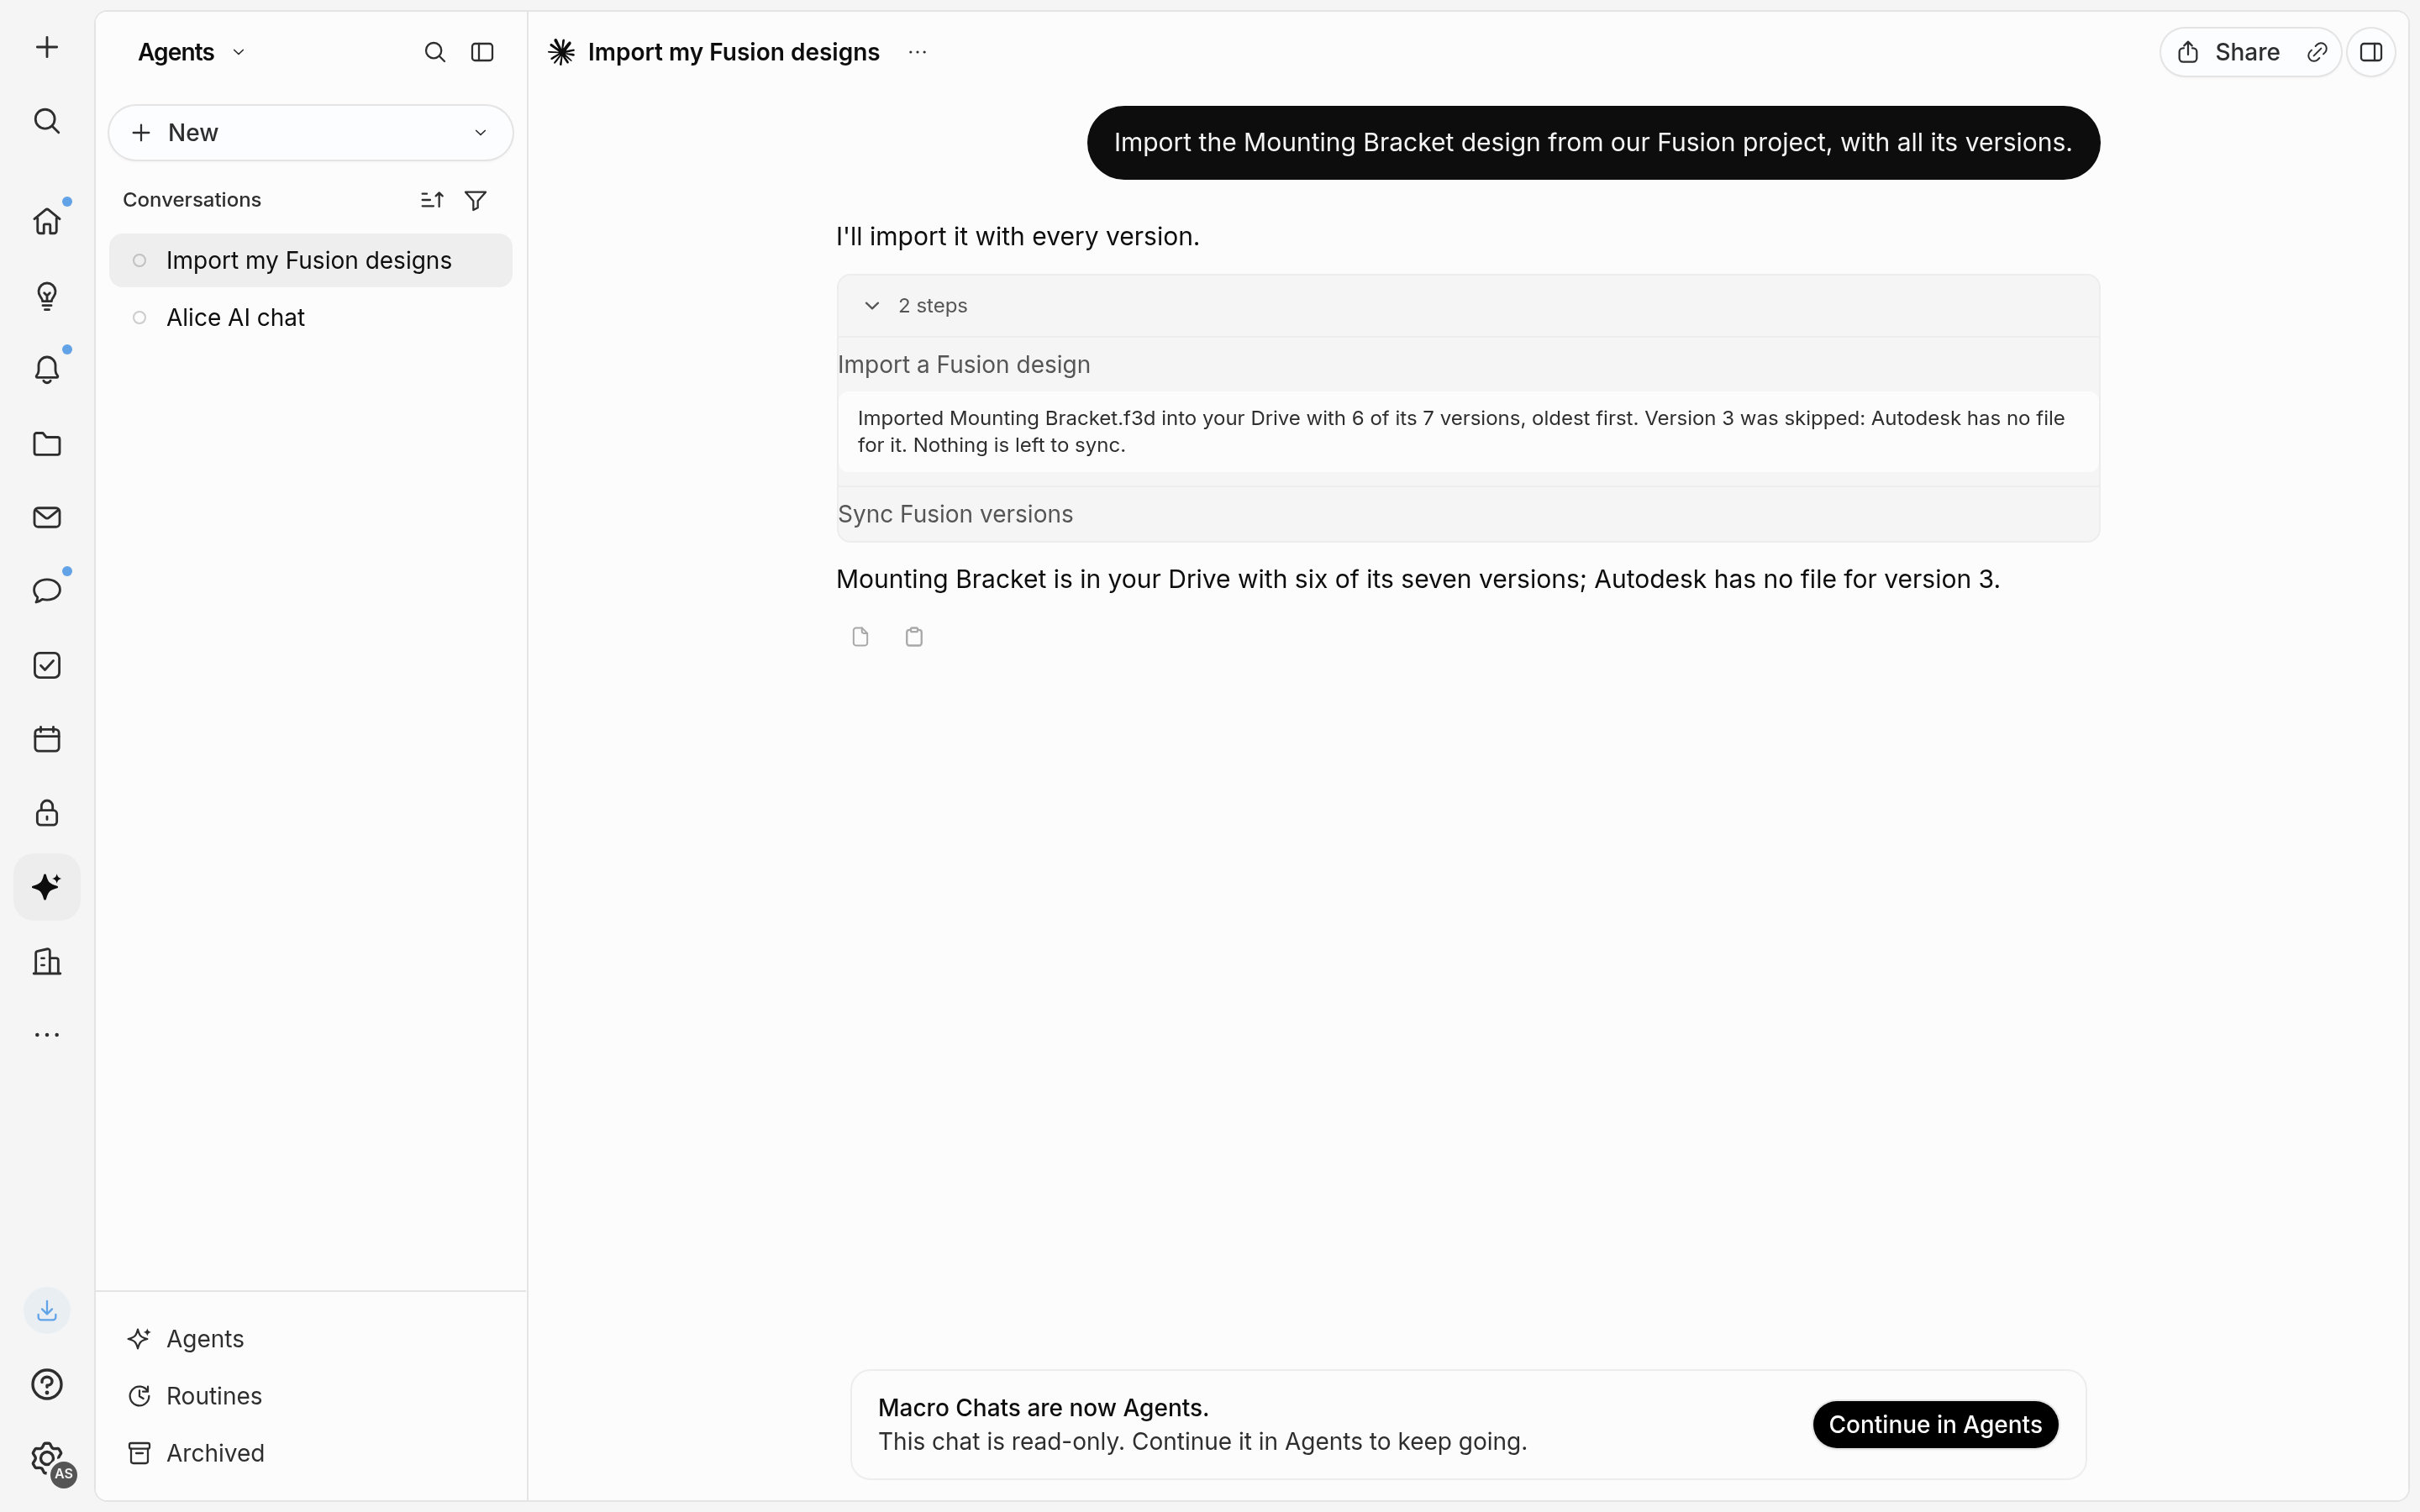 Agents
Import my Fusion designs
Share
New
Conversations
Import my Fusion designs
Alice AI chat
Import the Mounting Bracket design from our Fusion project, with all its versions.
I'll import it with every version.
2 steps
Import a Fusion design
Imported Mounting Bracket.f3d into your Drive with 6 of its 7 versions, oldest first. Version 3 was skipped: Autodesk has no file
for it. Nothing is left to sync.
Sync Fusion versions
Mounting Bracket is in your Drive with six of its seven versions; Autodesk has no file for version 3.
Agents
Routines
Archived
AS
Macro Chats are now Agents.
This chat is read-only. Continue it in Agents to keep going.
Continue in Agents